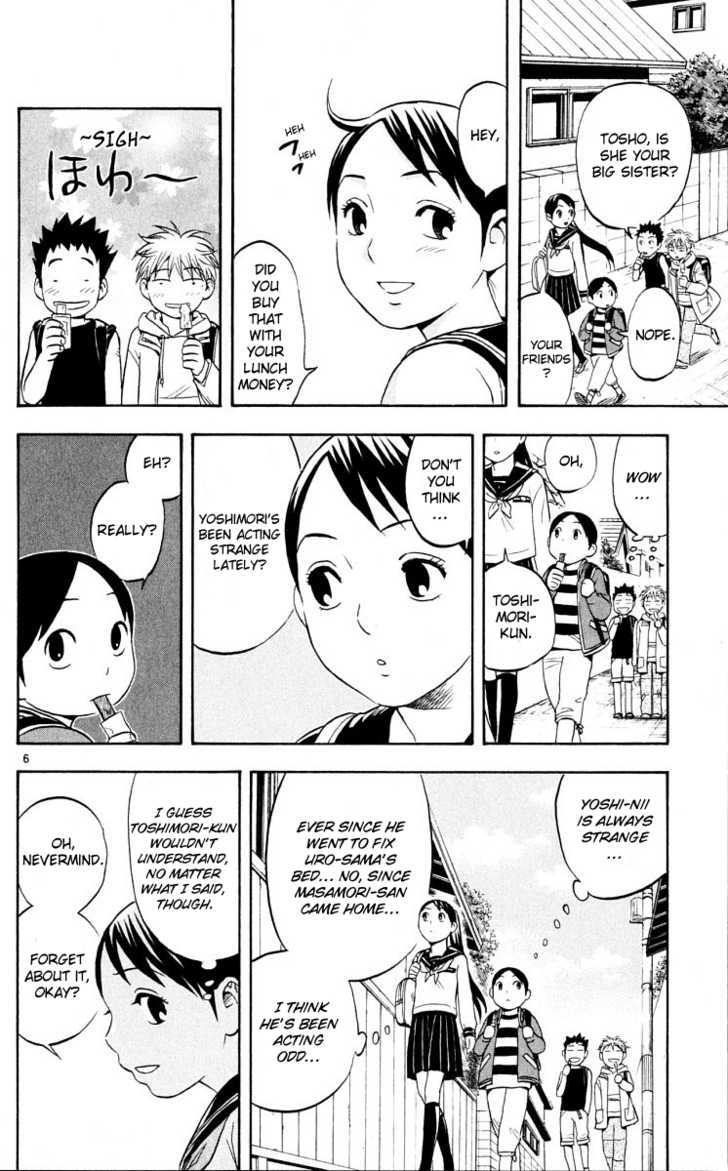 TOSHO, IS
SHE YOUR
BIG SISTER?
NOPE.
YOUR
FRIENDS
?
HEY,
HEH
HEH
DID
YOU
BUY
THAT
WITH
YOUR
LUNCH
MONEY?
~SIGH~
ほわ〜
WOW
...
OH,
TOSHI-
MORI-
KUN.
DON'T
YOU
THINK
...
YOSHIMORI'S
BEEN ACTING
STRANGE
LATELY?
EH?
REALLY?
6
YOSHI-NII
IS ALWAYS
STRANGE
...
EVER SINCE HE
WENT TO FIX
URO-SAMA'S
BED... NO, SINCE
MASAMORI-SAN
CAME HOME...
I THINK
HE'S BEEN
ACTING
ODD...
I GUESS
TOSHIMORI-KUN
WOULDN'T
UNDERSTAND,
NO MATTER
WHAT I SAID,
THOUGH.
OH,
NEVERMIND.
FORGET
ABOUT IT,
OKAY?